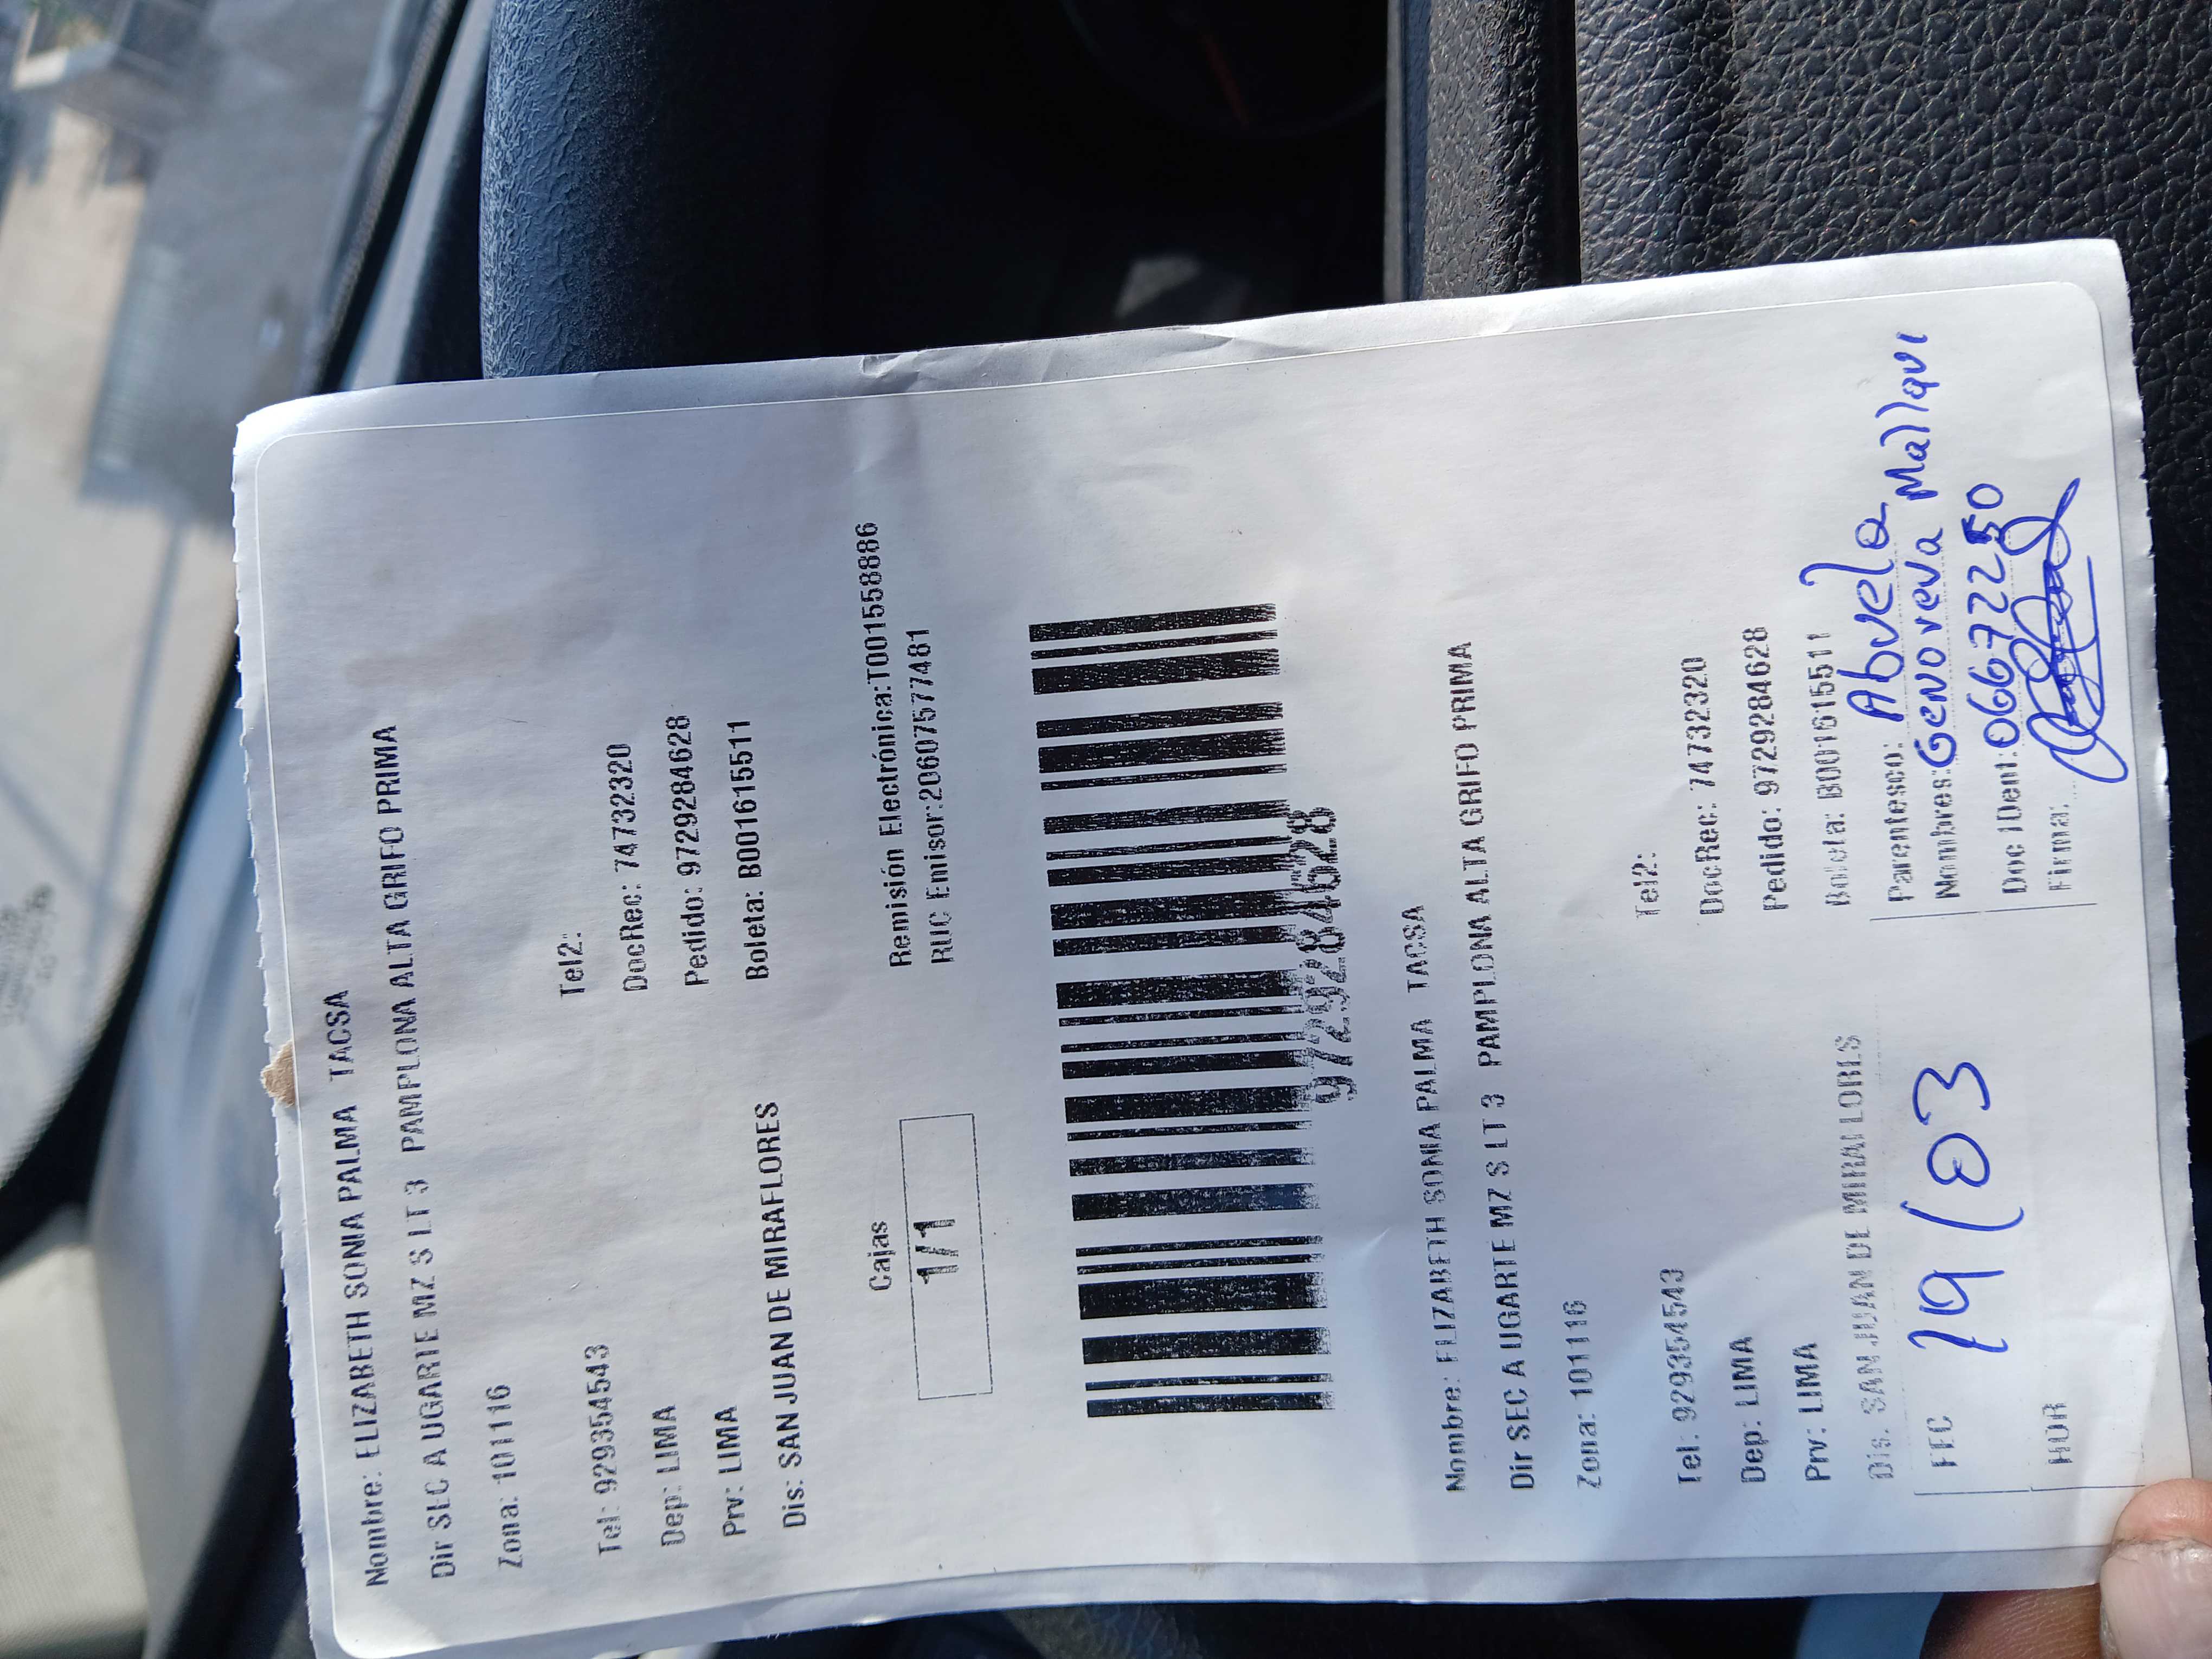 Nombre: ELIZABETH SONIA PALMA TACSA
Dir SEC A UGARTE MZ S LT 3 PAMPLONA ALTA GRIFO PRIMA
Zona: 101116
Tel: 929354543 Tel2:
Dep: LIMA DocRec: 74732320
Prv: LIMA Pedido: 9729284628
Dis: SAN JUAN DE MIRAFLORES Boleta: B001615511
Cajas Remisión Electrónica:T001558886
1/1 RUC Emisor:20607577481
9729284628
Nombre: ELIZABETH SONIA PALMA TACSA
Dir SEC A UGARTE MZ S LT 3 PAMPLONA ALTA GRIFO PRIMA
Zona: 101116
Tel: 929354543 Tel2:
Dep: LIMA DocRec: 74732320
Prv: LIMA Pedido: 9729284628
Dis. SAN JUAN DE MIRAFLORES Boleta: B001615511
FEC 19/03 Parentesco: Abuela
Nombres: Genoveva Mallqui
HOR Doc IDent: 06672250
Firma: